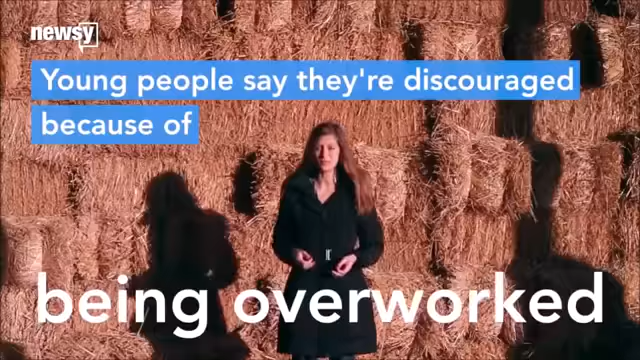 newsy
Young people say they're discouraged
because of
being overworked